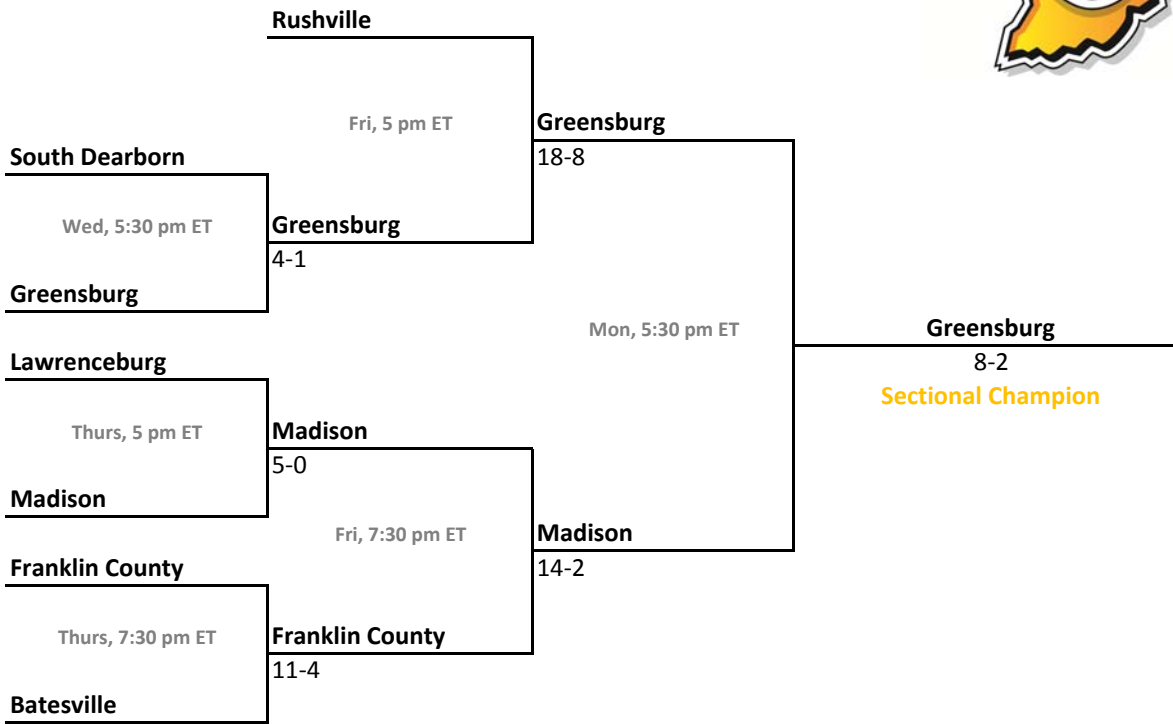 Rushville
Fri, 5 pm ET
Greensburg
18-8
South Dearborn
Wed, 5:30 pm ET
Greensburg
4-1
Greensburg
Mon, 5:30 pm ET
Greensburg
8-2
Sectional Champion
Lawrenceburg
Thurs, 5 pm ET
Madison
5-0
Madison
Fri, 7:30 pm ET
Madison
14-2
Franklin County
Thurs, 7:30 pm ET
Franklin County
11-4
Batesville